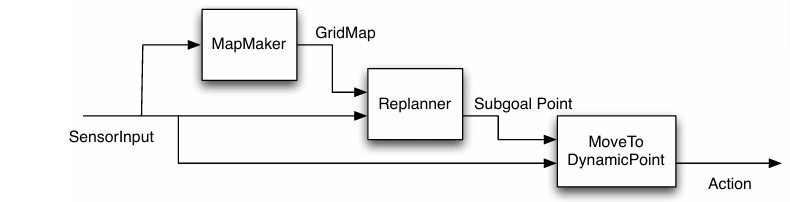 MapMaker
GridMap
Replanner
Subgoal Point
SensorInput
MoveTo
DynamicPoint
Action